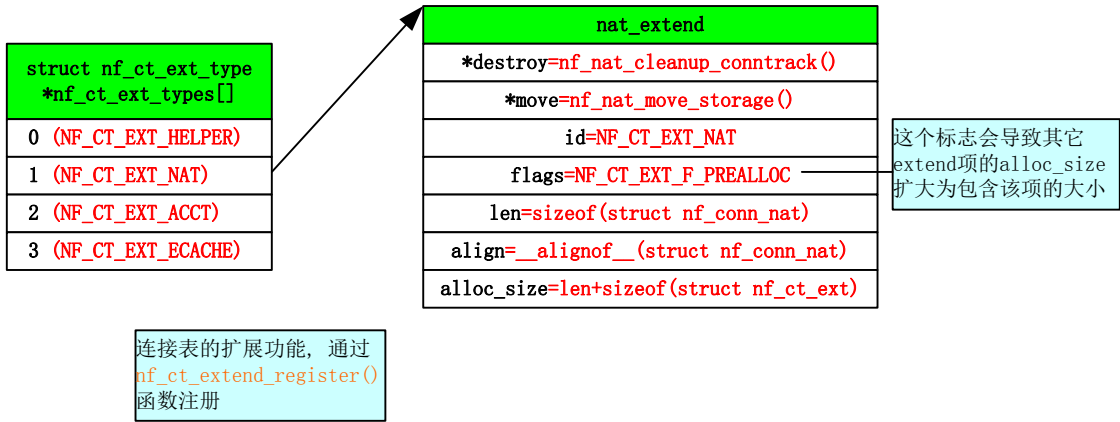 struct nf_ct_ext_type
*nf_ct_ext_types[]
0 (NF_CT_EXT_HELPER)
1 (NF_CT_EXT_NAT)
2 (NF_CT_EXT_ACCT)
3 (NF_CT_EXT_ECACHE)
nat_extend
*destroy=nf_nat_cleanup_conntrack()
*move=nf_nat_move_storage()
id=NF_CT_EXT_NAT
flags=NF_CT_EXT_F_PREALLOC
len=sizeof(struct nf_conn_nat)
align=__alignof__(struct nf_conn_nat)
alloc_size=len+sizeof(struct nf_ct_ext)
这个标志会导致其它
extend项的alloc_size
扩大为包含该项的大小
连接表的扩展功能, 通过
nf_ct_extend_register()
函数注册